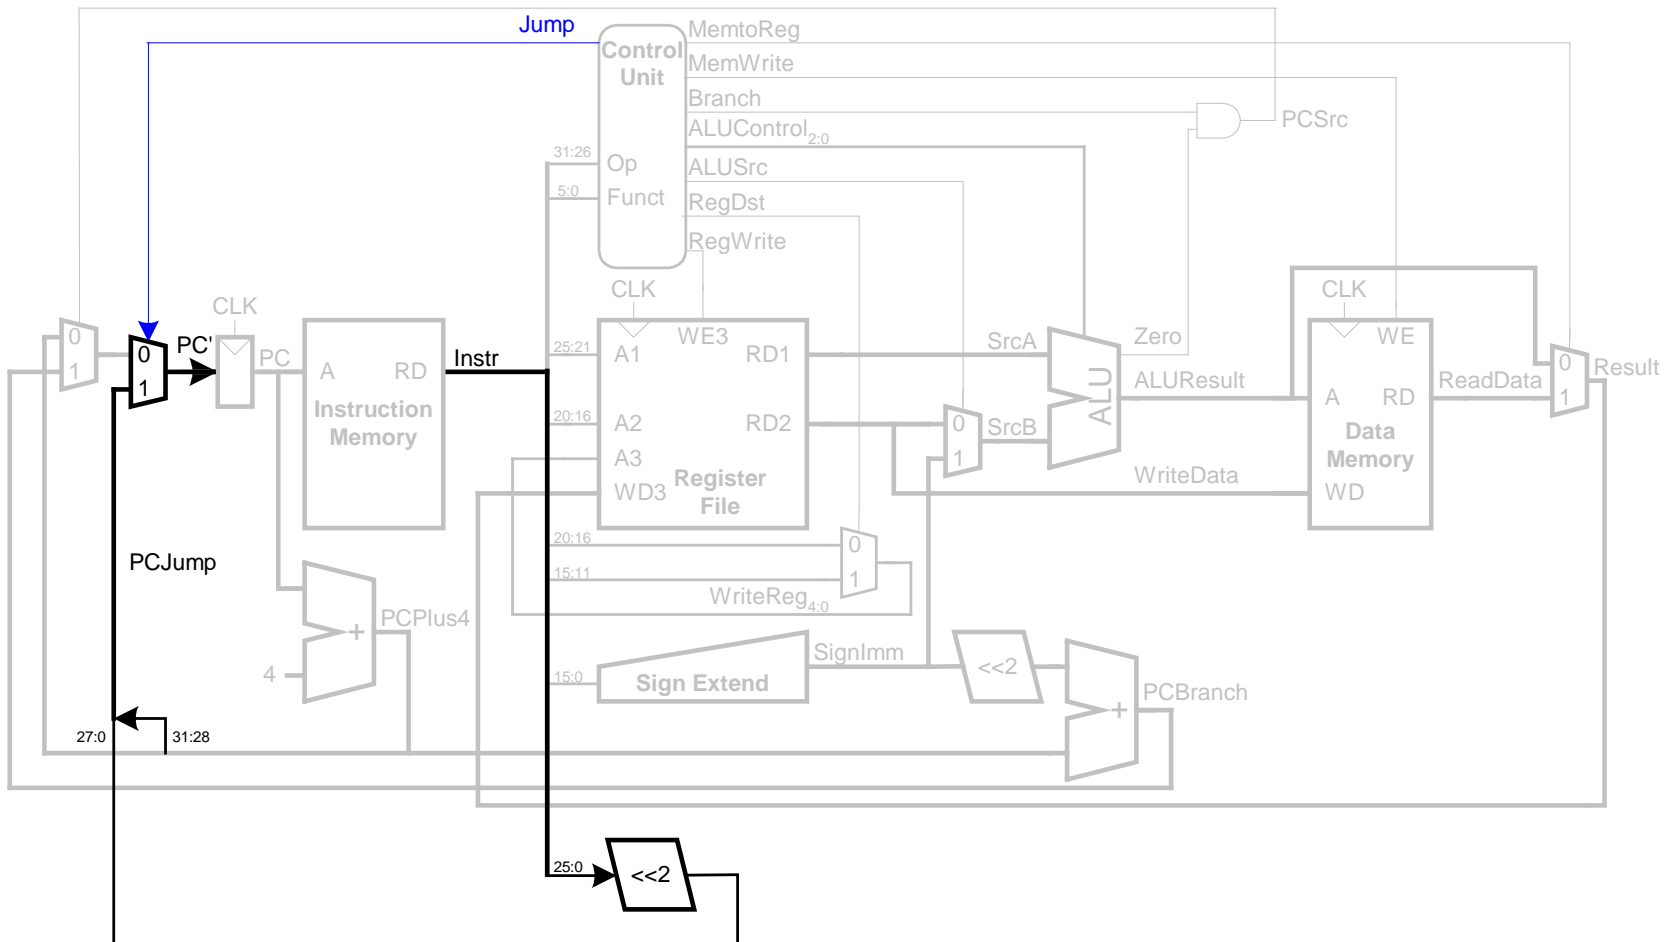 Jump
Control
Unit
MemtoReg
MemWrite
Branch
ALUControl2:0
ALUSrc
RegDst
RegWrite
PCSrc
31:26
Op
5:0
Funct
CLK
CLK
CLK
0
1
0
1
PC'
PC
A
RD
Instruction
Memory
Instr
25:21
A1
WE3
RD1
20:16
A2
RD2
A3
WD3
Register
File
SrcA
0
1
SrcB
ALU
Zero
ALUResult
WriteData
WE
A
RD
Data
Memory
WD
ReadData
0
1
Result
20:16
0
15:11
1
WriteReg4:0
PCJump
+
PCPlus4
4
15:0
Sign Extend
SignImm
<<2
+
PCBranch
27:0
31:28
25:0
<<2